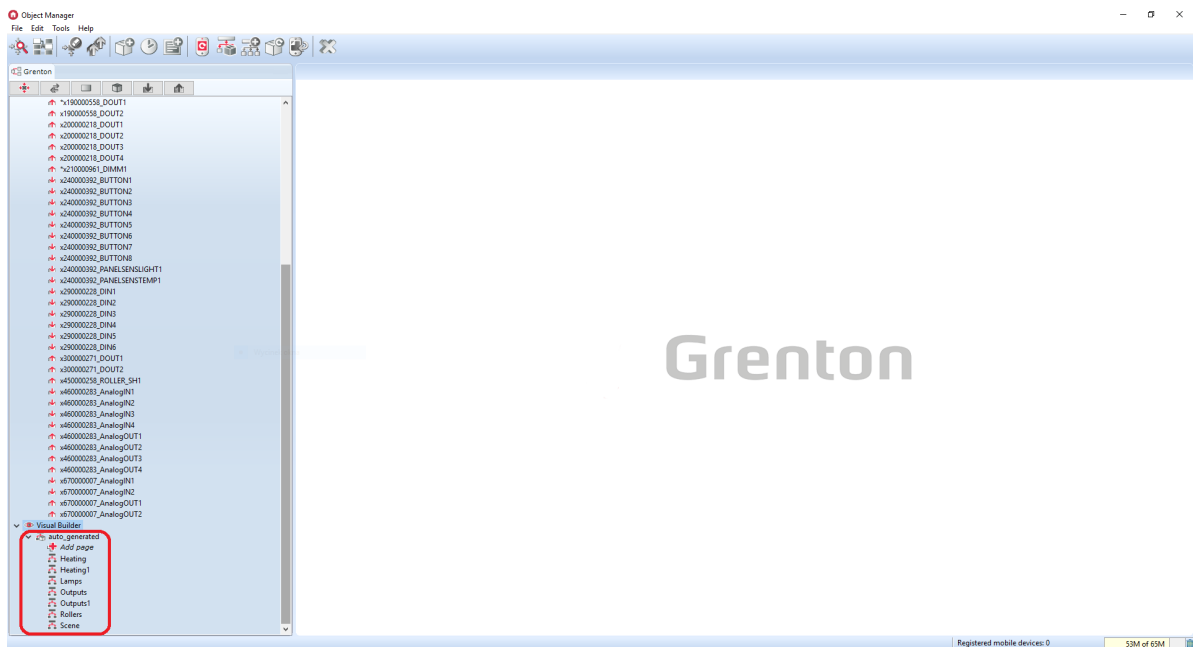 Object Manager
File Edit Tools Help
Grenton
*x190000558_DOUT1
x190000558_DOUT2
x200000218_DOUT1
x200000218_DOUT2
x200000218_DOUT3
x200000218_DOUT4
*x210000961_DIMM1
x240000392_BUTTON1
x240000392_BUTTON2
x240000392_BUTTON3
x240000392_BUTTON4
x240000392_BUTTON5
x240000392_BUTTON6
x240000392_BUTTON7
x240000392_BUTTON8
x240000392_PANELSENSLIGHT1
x240000392_PANELSENSTEMP1
x290000228_DIN1
x290000228_DIN2
x290000228_DIN3
x290000228_DIN4
x290000228_DIN5
x290000228_DIN6
x300000271_DOUT1
x300000271_DOUT2
x450000258_ROLLER_SH1
x460000283_AnalogIN1
x460000283_AnalogIN2
x460000283_AnalogIN3
x460000283_AnalogIN4
x460000283_AnalogOUT1
x460000283_AnalogOUT2
x460000283_AnalogOUT3
x460000283_AnalogOUT4
x670000007_AnalogIN1
x670000007_AnalogIN2
x670000007_AnalogOUT1
x670000007_AnalogOUT2
Visual Builder
auto_generated
Add page
Heating
Heating1
Lamps
Outputs
Outputs1
Rollers
Scene
Grenton
Registered mobile devices: 0
53M of 65M